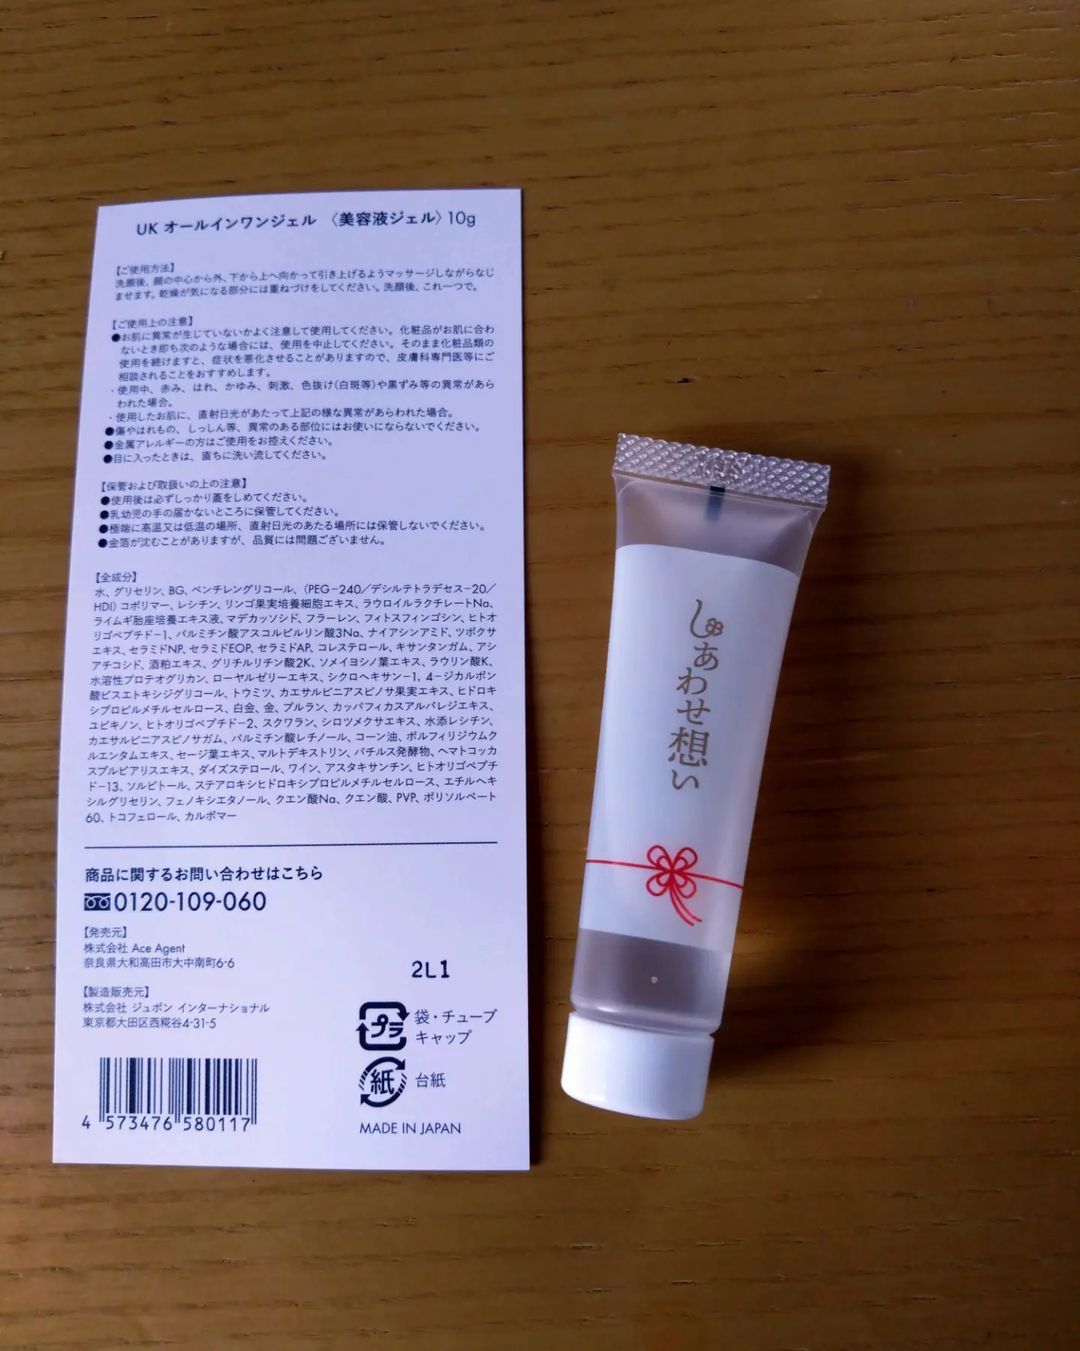 UK オールインワンジェル 〈美容液ジェル〉10g
【ご使用方法】
洗顔後、顔の中心から外、下から上へ向かって引き上げるようマッサージしながらなじ
ませます。乾燥が気になる部分には重ねづけをしてください。洗顔後、これ一つで。
【ご使用上の注意】
●お肌に異常が生じていないかよく注意して使用してください。化粧品がお肌に合わ
ないとき即ち次のような場合には、使用を中止してください。そのまま化粧品類の
使用を続けますと、症状を悪化させることがありますので、皮膚科専門医等にご
相談されることをおすすめします。
・使用中、赤み、はれ、かゆみ、刺激、色抜け(白斑等)や黒ずみ等の異常があら
われた場合。
・使用したお肌に、直射日光があたって上記の様な異常があらわれた場合。
●傷やはれもの、しっしん等、異常のある部位にはお使いにならないでください。
●金属アレルギーの方はご使用をお控えください。
●目に入ったときは、直ちに洗い流してください。
【保管および取扱いの上の注意】
●使用後は必ずしっかり蓋をしめてください。
●乳幼児の手の届かないところに保管してください。
●極端に高温又は低温の場所、直射日光のあたる場所には保管しないでください。
●金箔が沈むことがありますが、品質には問題ございません。
【全成分】
水、グリセリン、BG、ペンチレングリコール、(PEG-240/デシルテトラデセス-20/
HDI)コポリマー、レシチン、リンゴ果実培養細胞エキス、ラウロイルラクチレートNa、
ライムギ胎座培養エキス液、マデカッソシド、フラーレン、フィトスフィンゴシン、ヒトオ
リゴペプチド-1、パルミチン酸アスコルビルリン酸3Na、ナイアシンアミド、ツボクサ
エキス、セラミドNP、セラミドEOP、セラミドAP、コレステロール、キサンタンガム、アシ
アチコシド、酒粕エキス、グリチルリチン酸2K、ソメイヨシノ葉エキス、ラウリン酸K、
水溶性プロテオグリカン、ローヤルゼリーエキス、シクロヘキサン-1, 4-ジカルボン
酸ビスエトキシジグリコール、トウミツ、カエサルピニアスピノサ果実エキス、ヒドロキ
シプロピルメチルセルロース、白金、金、プルラン、カッパフィカスアルバレジエキス、
ユビキノン、ヒトオリゴペプチド-2、スクワラン、シロツメクサエキス、水添レシチン、
カエサルピニアスピノサガム、パルミチン酸レチノール、コーン油、ポルフィリジウムク
ルエンタムエキス、セージ葉エキス、マルトデキストリン、バチルス発酵物、ヘマトコッカ
スプルビアリスエキス、ダイズステロール、ワイン、アスタキサンチン、ヒトオリゴペプチ
ド-13、ソルビトール、ステアロキシヒドロキシプロピルメチルセルロース、エチルヘキ
シルグリセリン、フェノキシエタノール、クエン酸Na、クエン酸、PVP、ポリソルベート
60、トコフェロール、カルボマー
商品に関するお問い合わせはこちら
0120-109-060
【発売元】
株式会社 Ace Agent
奈良県大和高田市大中南町6-6
2L1
【製造販売元】
株式会社 ジュポン インターナショナル
東京都大田区西糀谷4-31-5
プラ
袋・チューブ
キャップ
紙
台紙
4 573476 580117
MADE IN JAPAN
しあわせ想い